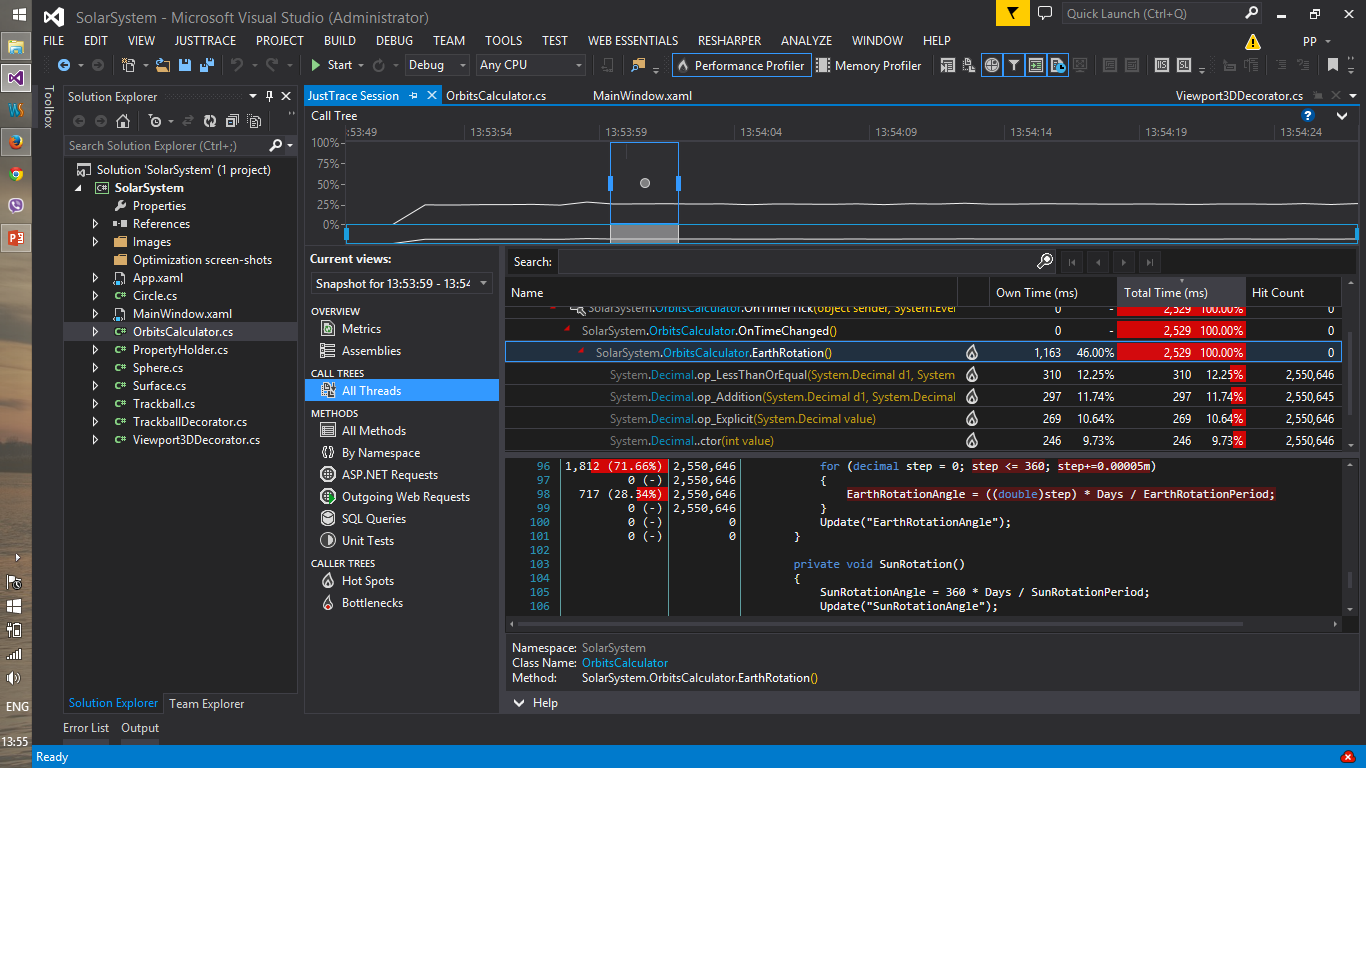 SolarSystem - Microsoft Visual Studio (Administrator)
Quick Launch (Ctrl+Q)
FILE EDIT VIEW JUSTTRACE PROJECT BUILD DEBUG TEAM TOOLS TEST WEB ESSENTIALS RESHARPER ANALYZE WINDOW HELP
PP
Start Debug Any CPU Performance Profiler Memory Profiler
Toolbox
Solution Explorer
Search Solution Explorer (Ctrl+;)
Solution 'SolarSystem' (1 project)
C# SolarSystem
Properties
References
Images
Optimization screen-shots
App.xaml
C# Circle.cs
MainWindow.xaml
C# OrbitsCalculator.cs
C# PropertyHolder.cs
C# Sphere.cs
C# Surface.cs
C# Trackball.cs
C# TrackballDecorator.cs
C# Viewport3DDecorator.cs
Solution Explorer Team Explorer
JustTrace Session OrbitsCalculator.cs MainWindow.xaml Viewport3DDecorator.cs
Call Tree
:53:49 13:53:54 13:53:59 13:54:04 13:54:09 13:54:14 13:54:19 13:54:24
100%
75%
50%
25%
0%
Current views:
Snapshot for 13:53:59 - 13:54
OVERVIEW
Metrics
Assemblies
CALL TREES
All Threads
METHODS
All Methods
By Namespace
ASP.NET Requests
Outgoing Web Requests
SQL Queries
Unit Tests
CALLER TREES
Hot Spots
Bottlenecks
Search:
Name Own Time (ms) Total Time (ms) Hit Count
SolarSystem.OrbitsCalculator.OnTimerTick(object sender, System.Ever 0 - 2,529 100.00% 0
SolarSystem.OrbitsCalculator.OnTimeChanged() 0 - 2,529 100.00% 0
SolarSystem.OrbitsCalculator.EarthRotation() 1,163 46.00% 2,529 100.00% 0
System.Decimal.op_LessThanOrEqual(System.Decimal d1, System 310 12.25% 310 12.25% 2,550,646
System.Decimal.op_Addition(System.Decimal d1, System.Decimal 297 11.74% 297 11.74% 2,550,645
System.Decimal.op_Explicit(System.Decimal value) 269 10.64% 269 10.64% 2,550,646
System.Decimal..ctor(int value) 246 9.73% 246 9.73% 2,550,646
96 1,812 (71.66%) 2,550,646 for (decimal step = 0; step <= 360; step+=0.00005m)
97 0 (-) 2,550,646 {
98 717 (28.34%) 2,550,646 EarthRotationAngle = ((double)step) * Days / EarthRotationPeriod;
99 0 (-) 2,550,646 }
100 0 (-) 0 Update("EarthRotationAngle");
101 0 (-) 0 }
102
103 private void SunRotation()
104 {
105 SunRotationAngle = 360 * Days / SunRotationPeriod;
106 Update("SunRotationAngle");
Namespace: SolarSystem
Class Name: OrbitsCalculator
Method: SolarSystem.OrbitsCalculator.EarthRotation()
Help
Error List Output
Ready
ENG
13:55